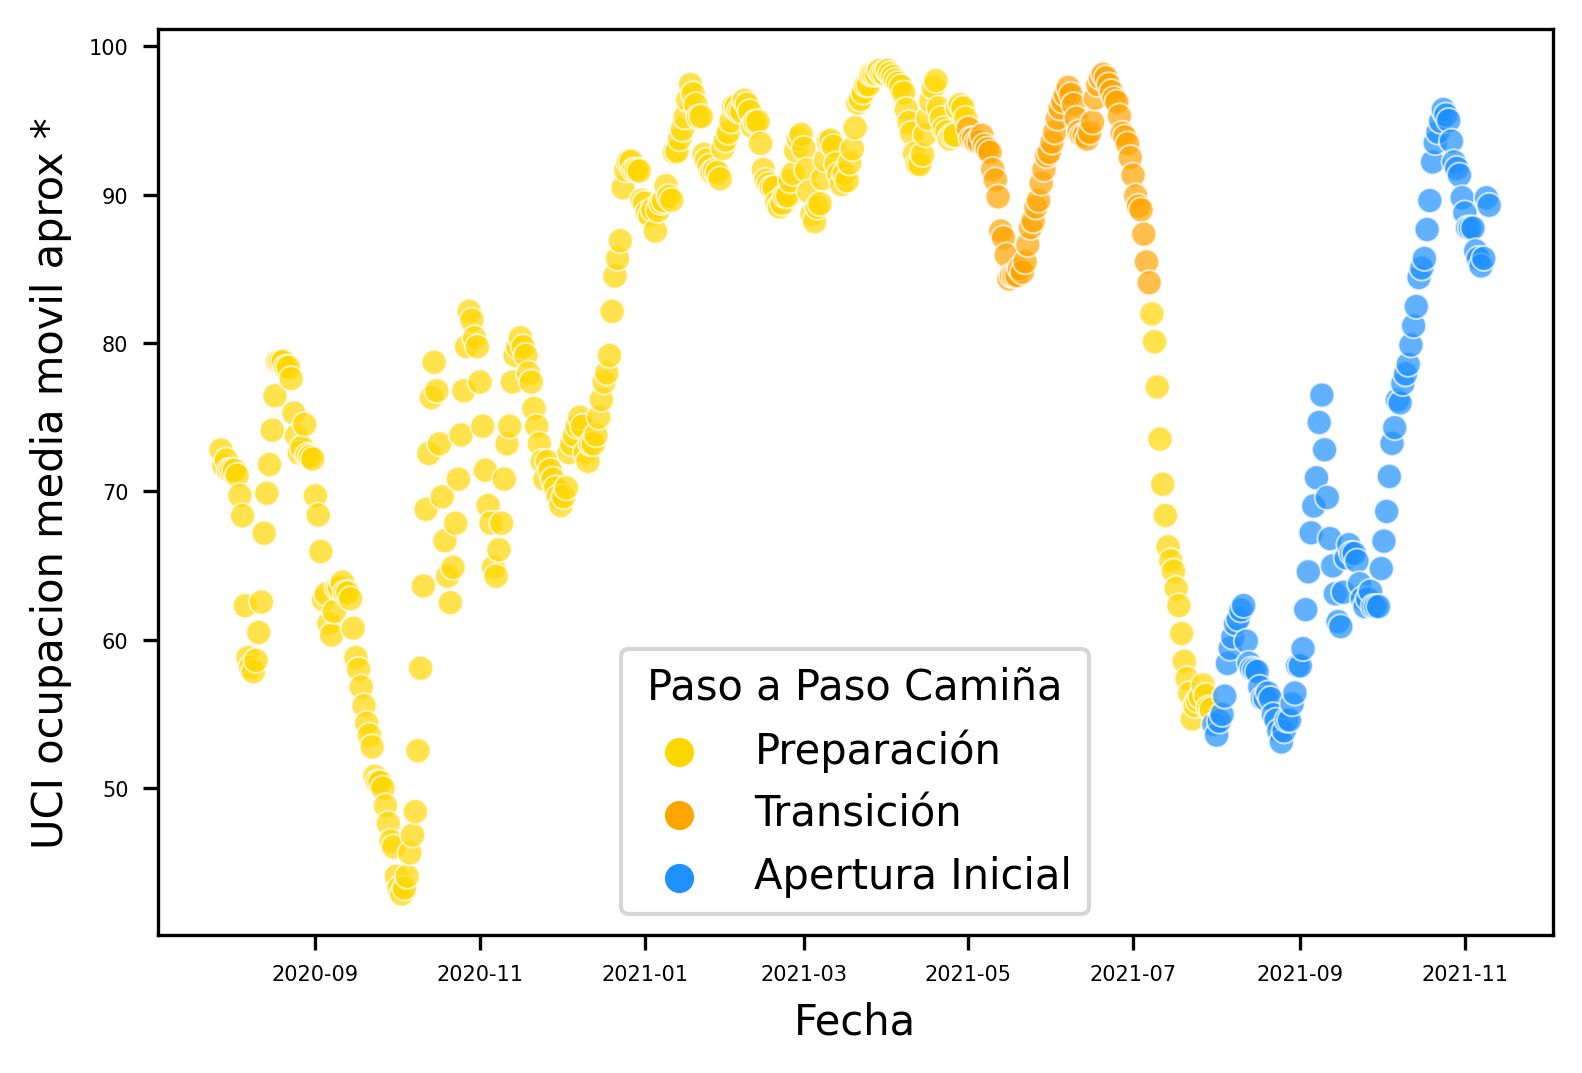 100
90
80
70
60
50
UCI ocupacion media movil aprox *
Paso a Paso Camiña
Preparación
Transición
Apertura Inicial
2020-09 2020-11 2021-01 2021-03 2021-05 2021-07 2021-09 2021-11
Fecha